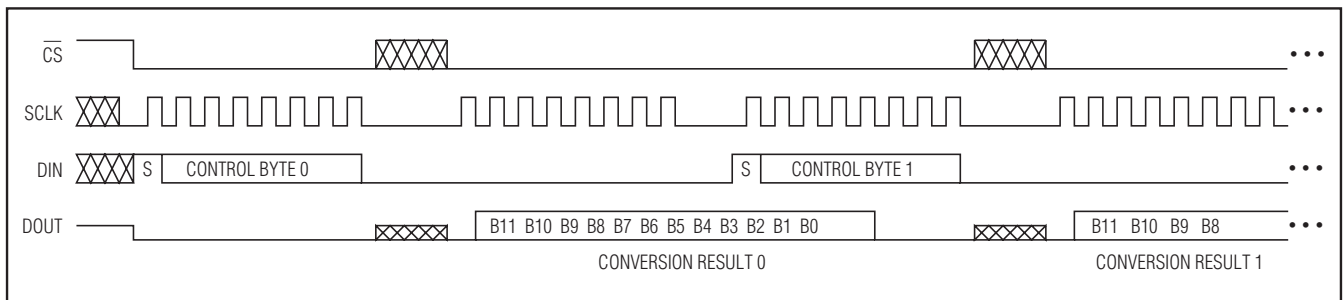 CS
SCLK
DIN S CONTROL BYTE 0 S CONTROL BYTE 1
DOUT B11 B10 B9 B8 B7 B6 B5 B4 B3 B2 B1 B0 B11 B10 B9 B8
CONVERSION RESULT 0 CONVERSION RESULT 1